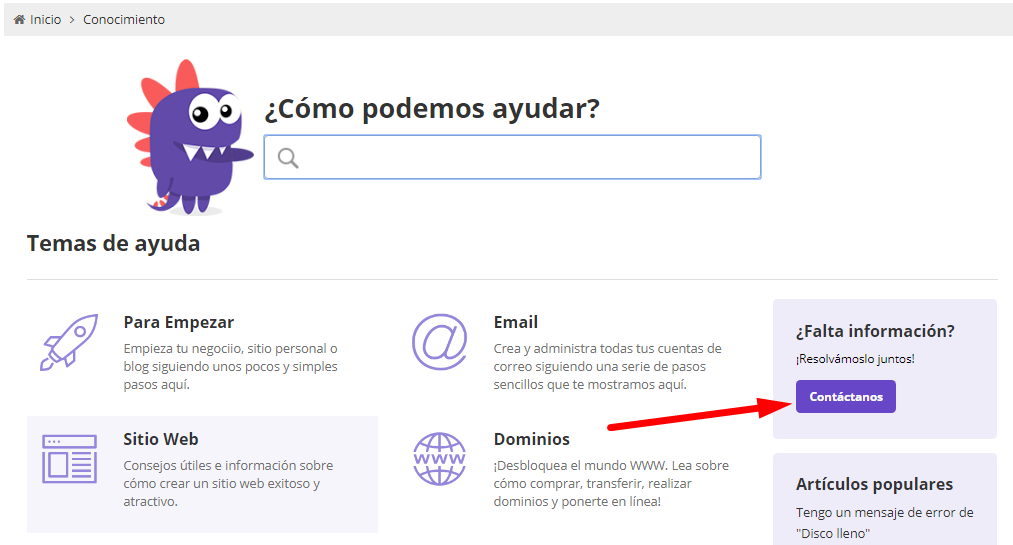 Inicio > Conocimiento
¿Cómo podemos ayudar?
Temas de ayuda
Para Empezar
Empieza tu negociio, sitio personal o
blog siguiendo unos pocos y simples
pasos aquí.
Email
Crea y administra todas tus cuentas de
correo siguiendo una serie de pasos
sencillos que te mostramos aquí.
Sitio Web
Consejos útiles e información sobre
cómo crear un sitio web exitoso y
atractivo.
WWW
Dominios
¡Desbloquea el mundo WWW. Lea sobre
cómo comprar, transferir, realizar
dominios y ponerte en línea!
¿Falta información?
¡Resolvámoslo juntos!
Contáctanos
Artículos populares
Tengo un mensaje de error de
"Disco lleno"